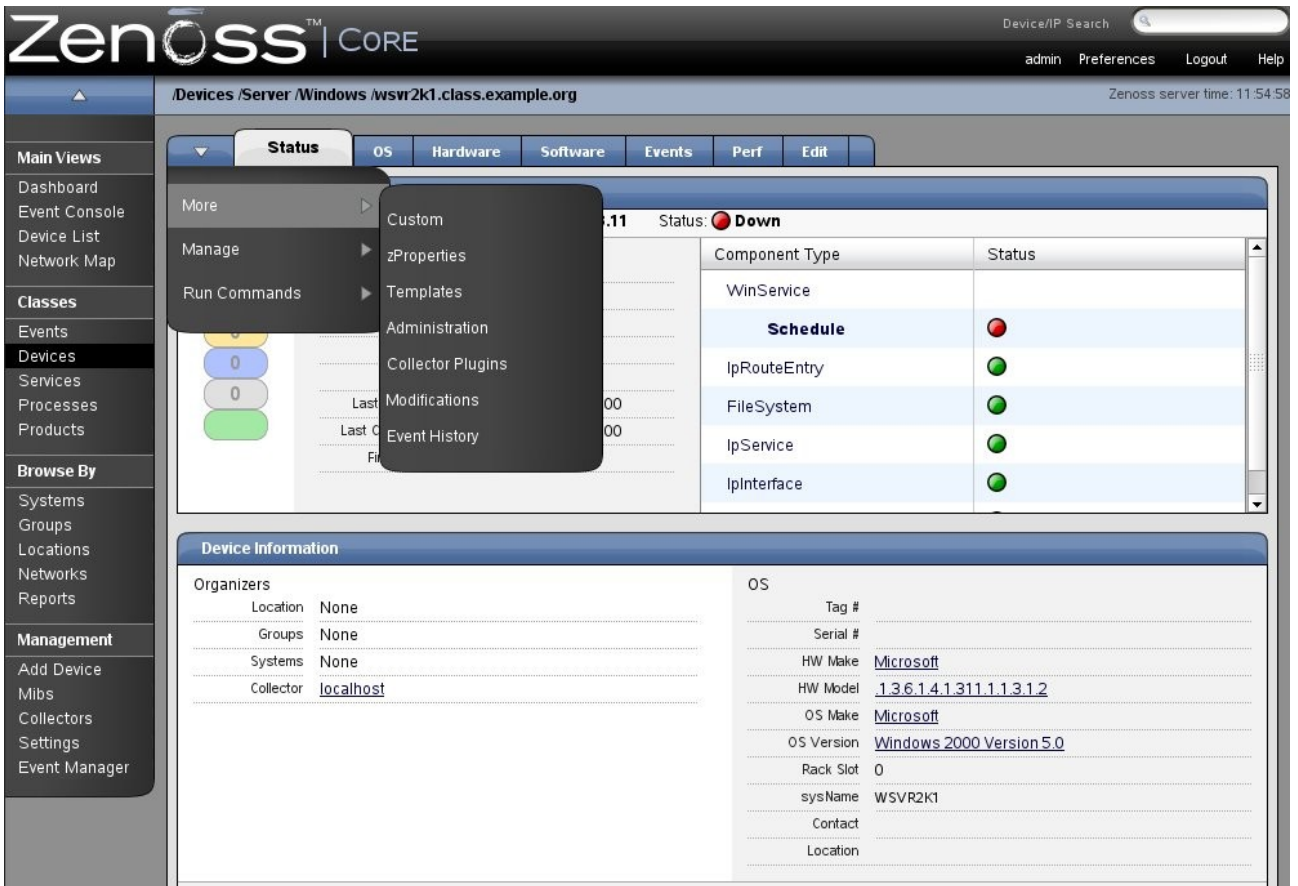 Zenoss™ | CORE
Device/IP Search
admin Preferences Logout Help
/Devices /Server /Windows /wsvr2k1.class.example.org
Zenoss server time: 11:54:58
Main Views
Dashboard
Event Console
Device List
Network Map
Classes
Events
Devices
Services
Processes
Products
Browse By
Systems
Groups
Locations
Networks
Reports
Management
Add Device
Mibs
Collectors
Settings
Event Manager
Status OS Hardware Software Events Perf Edit
More
Manage
Run Commands
Custom
zProperties
Templates
Administration
Collector Plugins
Modifications
Event History
.11 Status: Down
0
0
Last
00
Last
00
Component Type Status
WinService
Schedule
IpRouteEntry
FileSystem
IpService
IpInterface
Device Information
Organizers
Location None
Groups None
Systems None
Collector localhost
OS
Tag #
Serial #
HW Make Microsoft
HW Model .1.3.6.1.4.1.311.1.1.3.1.2
OS Make Microsoft
OS Version Windows 2000 Version 5.0
Rack Slot 0
sysName WSVR2K1
Contact
Location